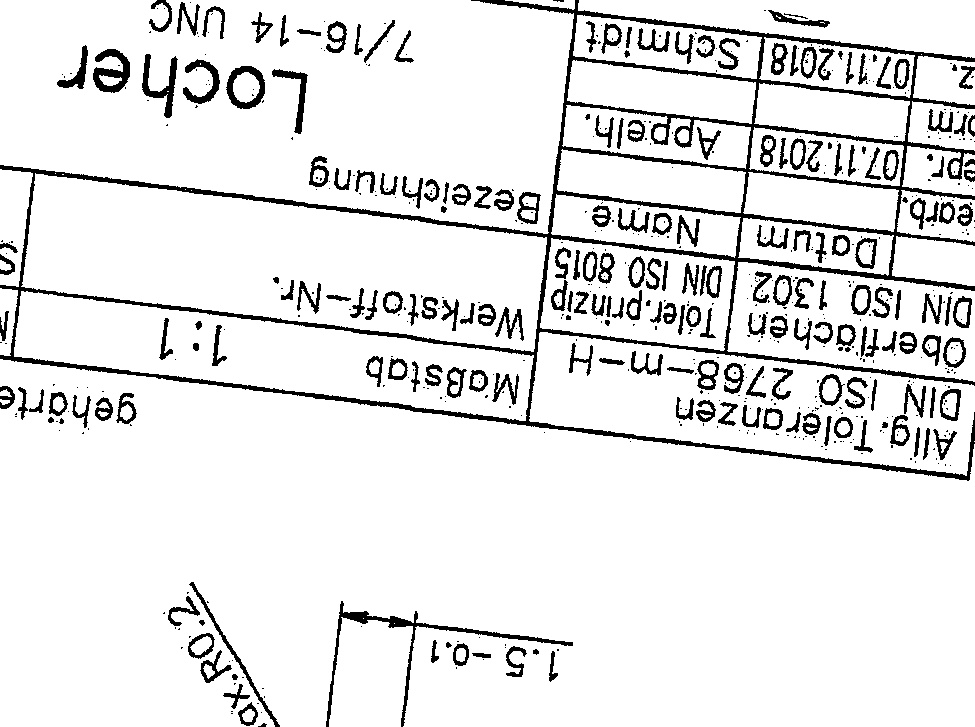 1.5 -0.1
ax.R0.2
gehärte
Allg.Toleranzen
DIN ISO 2768-m-H
Maßstab 1:1
Oberflächen
DIN ISO 1302
Toler.prinzip
DIN ISO 8015
Werkstoff-Nr.
Datum Name
Bezeichnung
earb. 07.11.2018 Appelh.
epr.
orm
z. 07.11.2018 Schmidt
Locher
7/16-14 UNC